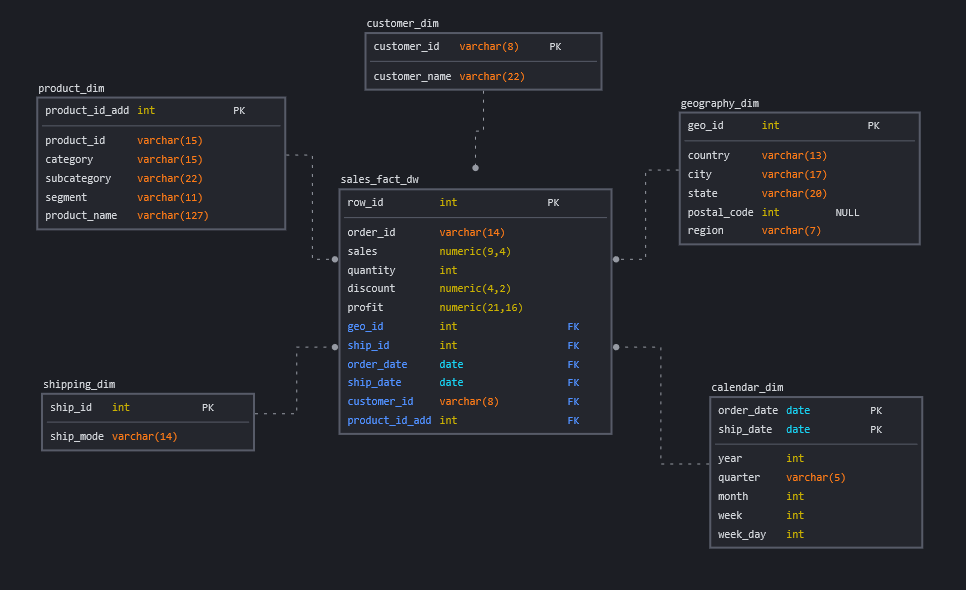 customer_dim
customer_id varchar(8) PK
customer_name varchar(22)
product_dim
product_id_add int PK
product_id varchar(15)
category varchar(15)
subcategory varchar(22)
segment varchar(11)
product_name varchar(127)
geography_dim
geo_id int PK
country varchar(13)
city varchar(17)
state varchar(20)
postal_code int NULL
region varchar(7)
sales_fact_dw
row_id int PK
order_id varchar(14)
sales numeric(9,4)
quantity int
discount numeric(4,2)
profit numeric(21,16)
geo_id int FK
ship_id int FK
order_date date FK
ship_date date FK
customer_id varchar(8) FK
product_id_add int FK
shipping_dim
ship_id int PK
ship_mode varchar(14)
calendar_dim
order_date date PK
ship_date date PK
year int
quarter varchar(5)
month int
week int
week_day int